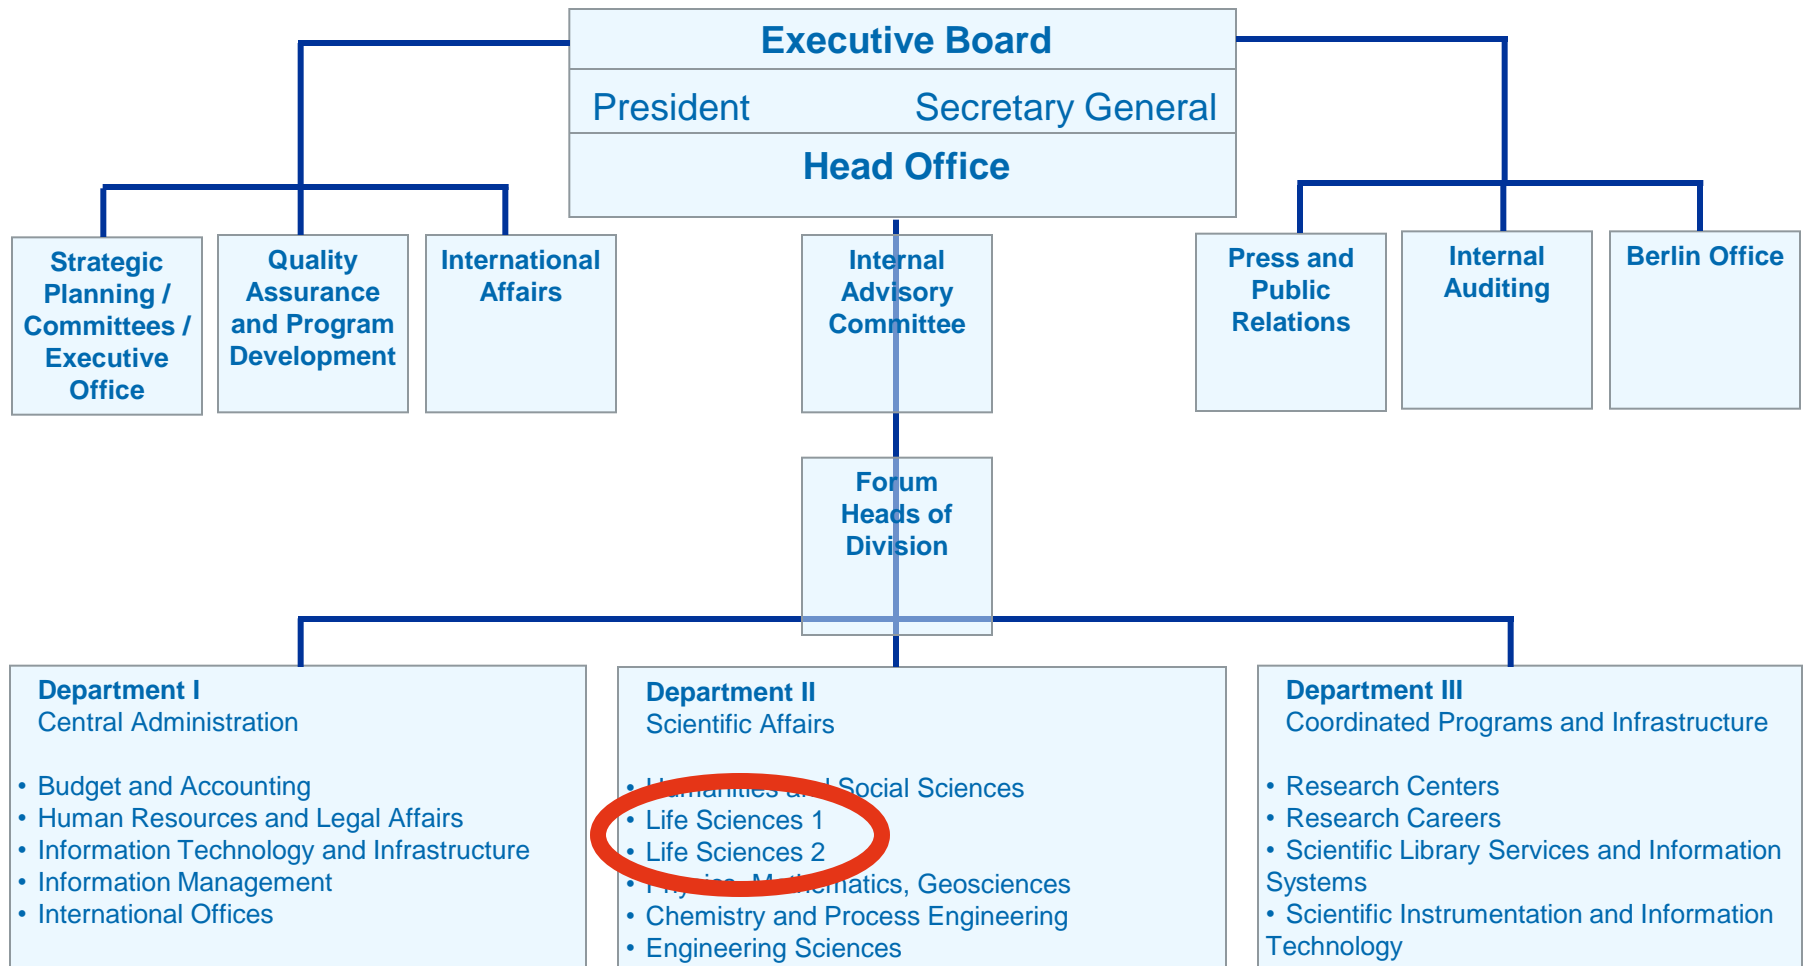 Executive Board
President Secretary General
Head Office
Strategic
Planning /
Committees /
Executive
Office
Quality
Assurance
and Program
Development
International
Affairs
Internal
Advisory
Committee
Press and
Public
Relations
Internal
Auditing
Berlin Office
Forum
Heads of
Division
Department I
Central Administration
• Budget and Accounting
• Human Resources and Legal Affairs
• Information Technology and Infrastructure
• Information Management
• International Offices
Department II
Scientific Affairs
• Humanities and Social Sciences
• Life Sciences 1
• Life Sciences 2
• Physics, Mathematics, Geosciences
• Chemistry and Process Engineering
• Engineering Sciences
Department III
Coordinated Programs and Infrastructure
• Research Centers
• Research Careers
• Scientific Library Services and Information
Systems
• Scientific Instrumentation and Information
Technology